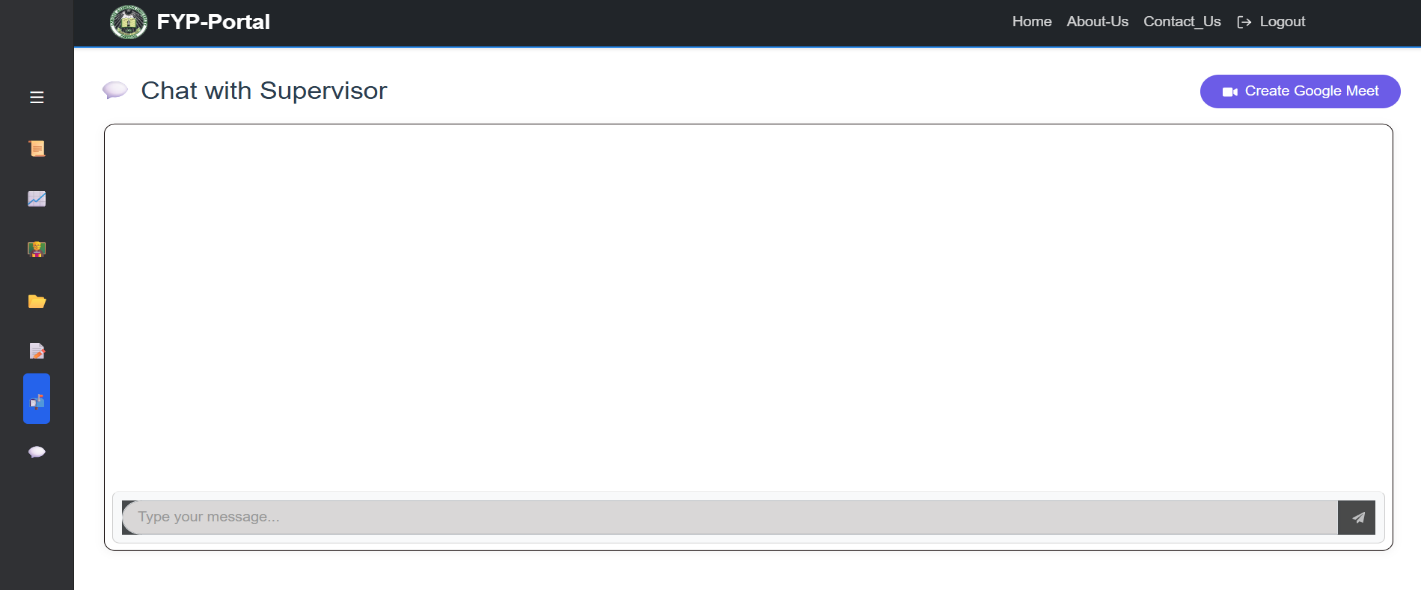 FYP-Portal
Home About-Us Contact_Us Logout
Chat with Supervisor
Create Google Meet
Type your message...